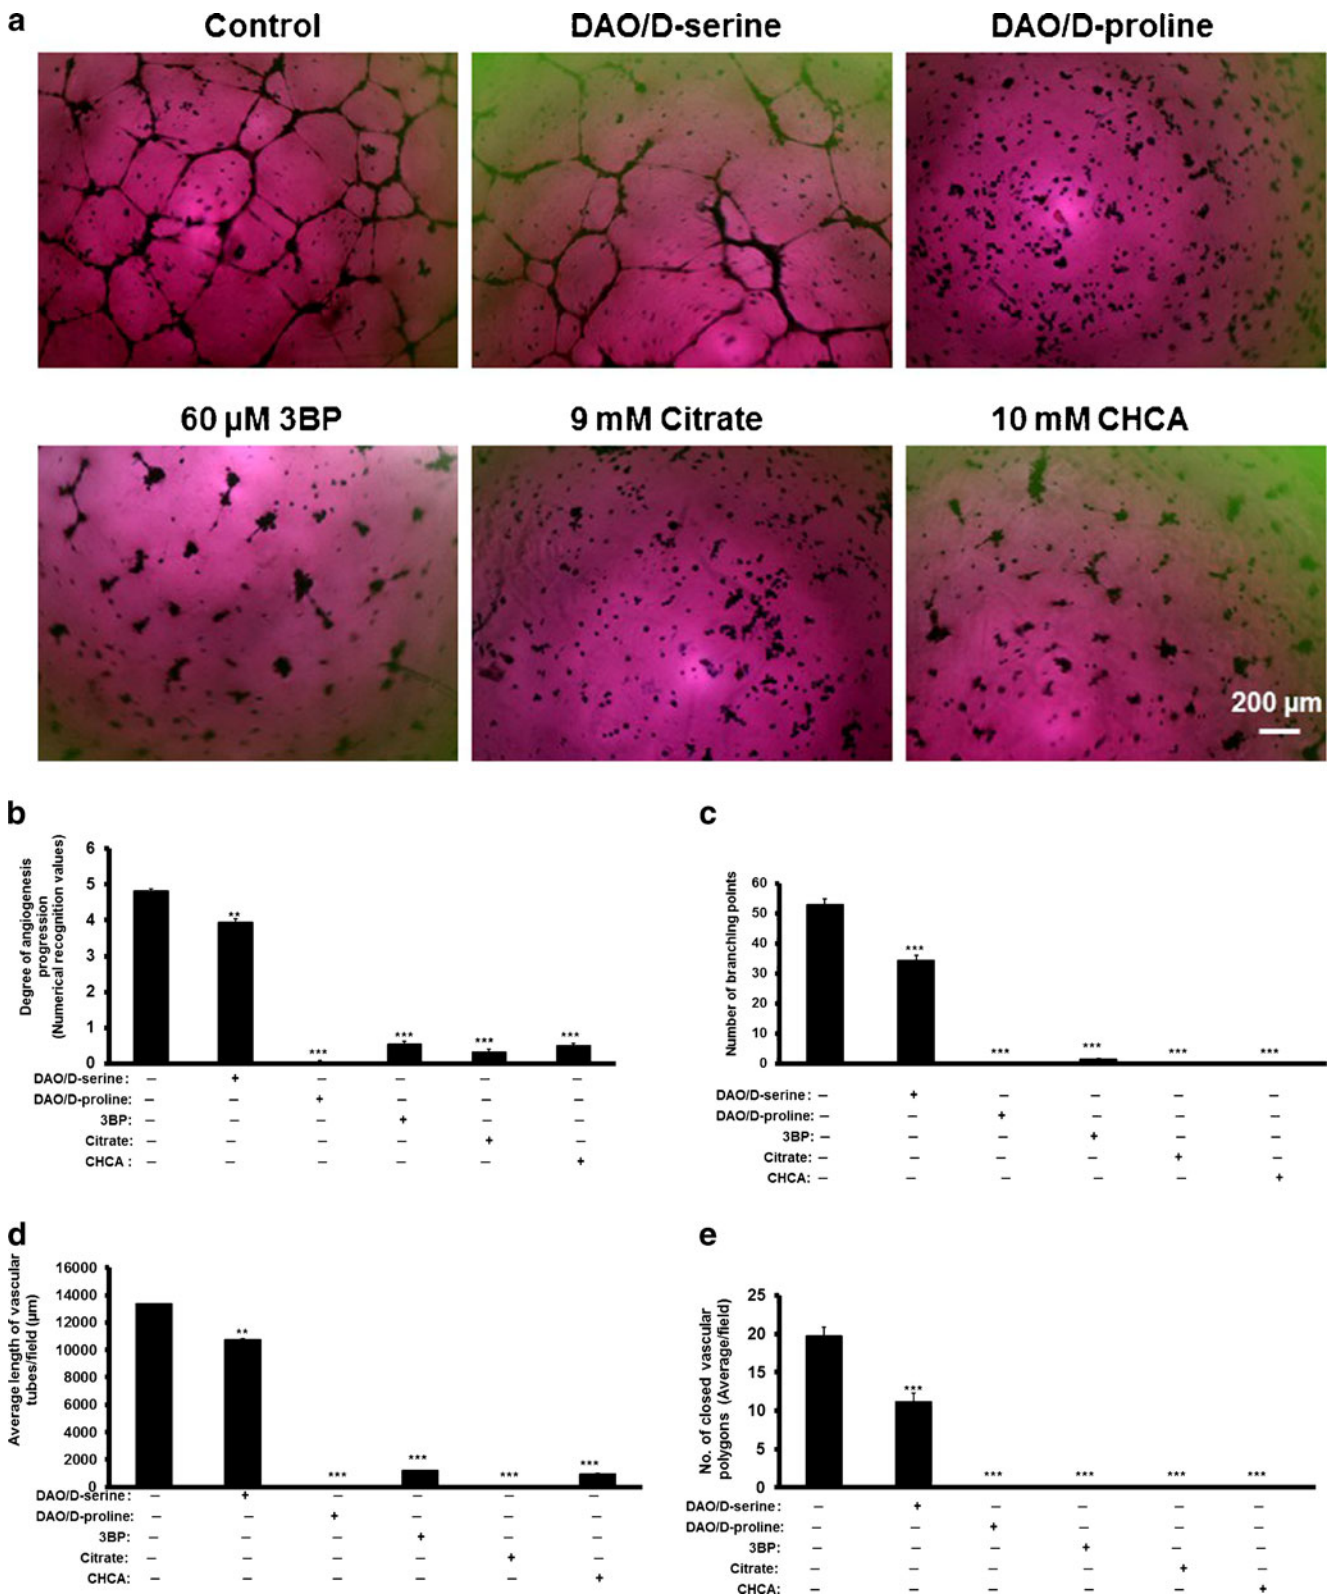 a
Control
DAO/D-serine
DAO/D-proline
60 µM 3BP
9 mM Citrate
10 mM CHCA
200 µm
b
Degree of angiogenesis
progression
(Numerical recognition values)
6
5
4
3
2
1
0
**
***
***
***
***
DAO/D-serine: – + – – – –
DAO/D-proline: – – + – – –
3BP: – – – + – –
Citrate: – – – – + –
CHCA : – – – – – +
c
Number of branching points
60
50
40
30
20
10
0
***
***
***
***
***
DAO/D-serine: – + – – – –
DAO/D-proline: – – + – – –
3BP: – – – + – –
Citrate: – – – – + –
CHCA: – – – – – +
d
Average length of vascular
tubes/field (µm)
16000
14000
12000
10000
8000
6000
4000
2000
0
**
***
***
***
***
DAO/D-serine : – + – – – –
DAO/D-proline: – – + – – –
3BP: – – – + – –
Citrate: – – – – + –
CHCA: – – – – – +
e
No. of closed vascular
polygons (Average/field)
25
20
15
10
5
0
***
***
***
***
***
DAO/D-serine: – + – – – –
DAO/D-proline: – – + – – –
3BP: – – – + – –
Citrate: – – – – + –
CHCA: – – – – – +